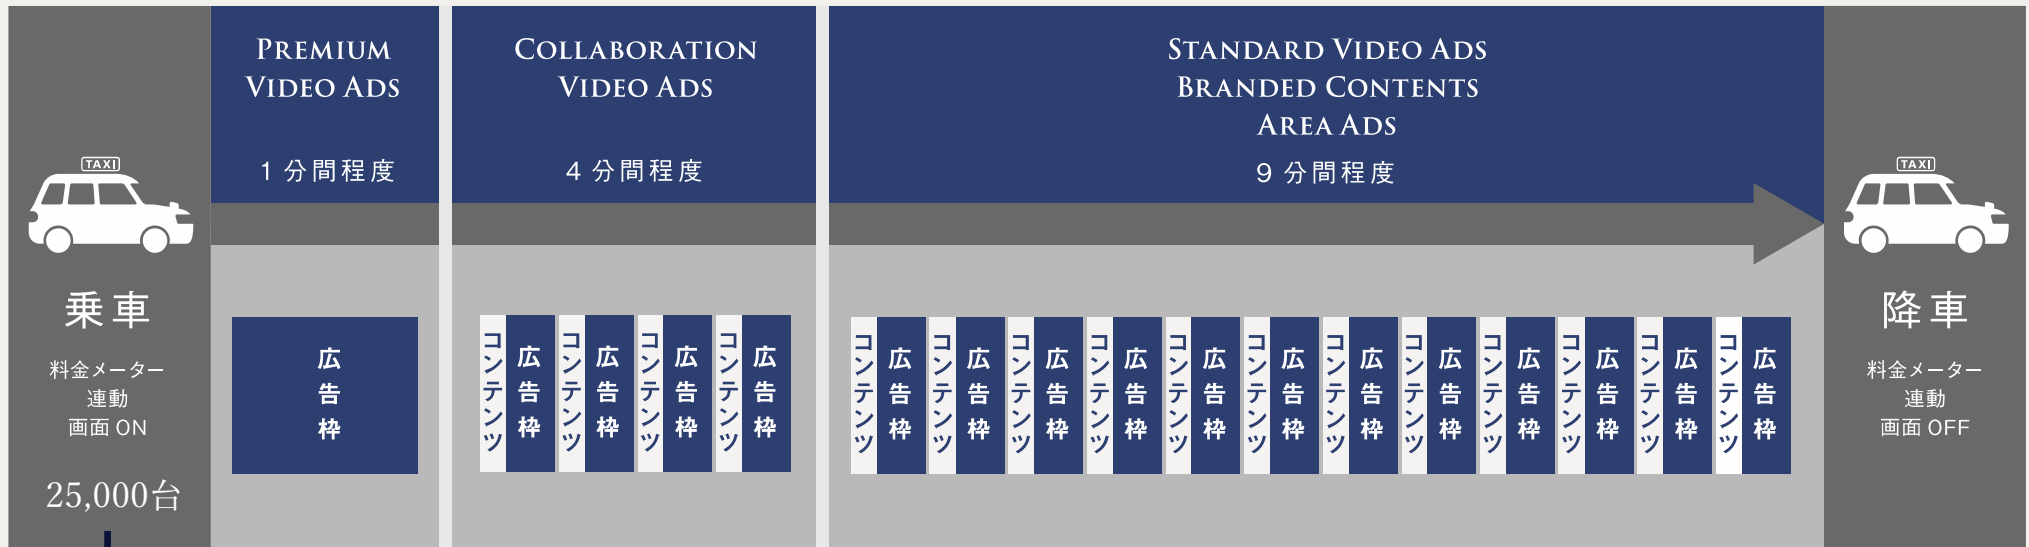 TAXI
乗車
料金メーター
連動
画面 ON
25,000台
PREMIUM
VIDEO ADS
1 分間程度
広告枠
COLLABORATION
VIDEO ADS
4 分間程度
コンテンツ
広告枠
コンテンツ
広告枠
コンテンツ
広告枠
コンテンツ
広告枠
STANDARD VIDEO ADS
BRANDED CONTENTS
AREA ADS
9 分間程度
コンテンツ
広告枠
コンテンツ
広告枠
コンテンツ
広告枠
コンテンツ
広告枠
コンテンツ
広告枠
コンテンツ
広告枠
コンテンツ
広告枠
コンテンツ
広告枠
コンテンツ
広告枠
コンテンツ
広告枠
コンテンツ
広告枠
コンテンツ
広告枠
TAXI
降車
料金メーター
連動
画面 OFF